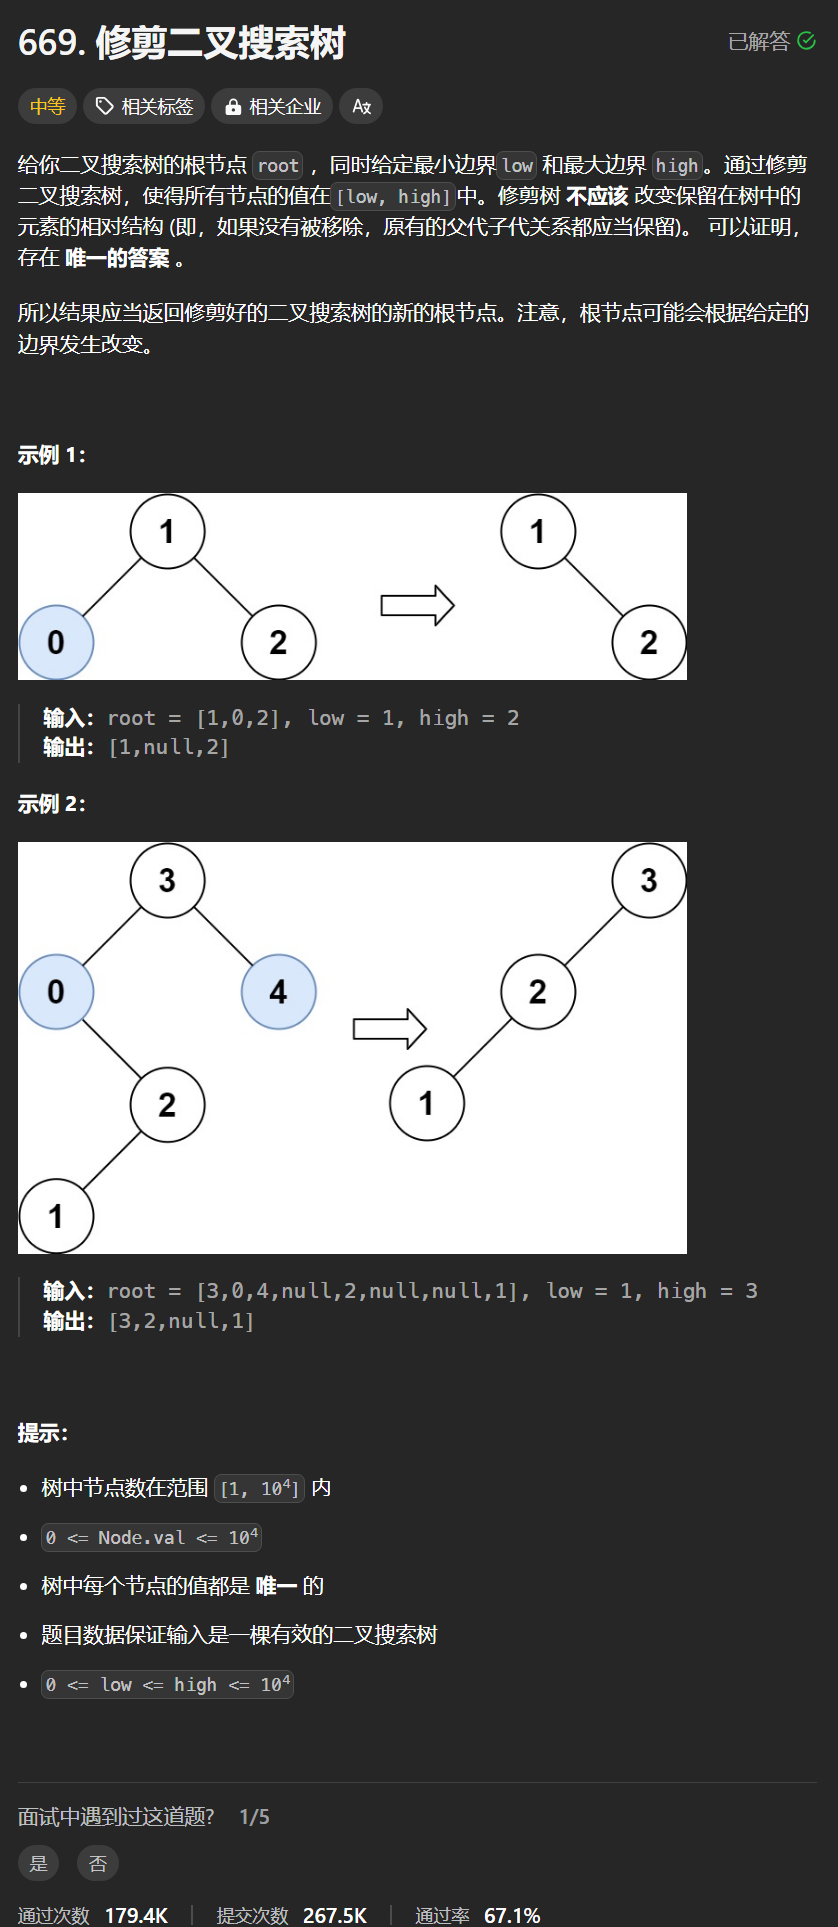 669. 修剪二叉搜索树
已解答
中等
相关标签
相关企业
给你二叉搜索树的根节点 root ，同时给定最小边界low 和最大边界 high。通过修剪
二叉搜索树，使得所有节点的值在[low, high]中。修剪树 不应该 改变保留在树中的
元素的相对结构 (即，如果没有被移除，原有的父代子代关系都应当保留)。 可以证明，
存在 唯一的答案 。
所以结果应当返回修剪好的二叉搜索树的新的根节点。注意，根节点可能会根据给定的
边界发生改变。
示例 1：
1
1
0
2
2
输入：root = [1,0,2], low = 1, high = 2
输出：[1,null,2]
示例 2：
3
3
0
4
2
2
1
1
输入：root = [3,0,4,null,2,null,null,1], low = 1, high = 3
输出：[3,2,null,1]
提示：
树中节点数在范围 [1, 10⁴] 内
0 <= Node.val <= 10⁴
树中每个节点的值都是 唯一 的
题目数据保证输入是一棵有效的二叉搜索树
0 <= low <= high <= 10⁴
面试中遇到过这道题? 1/5
是
否
通过次数 179.4K
提交次数 267.5K
通过率 67.1%